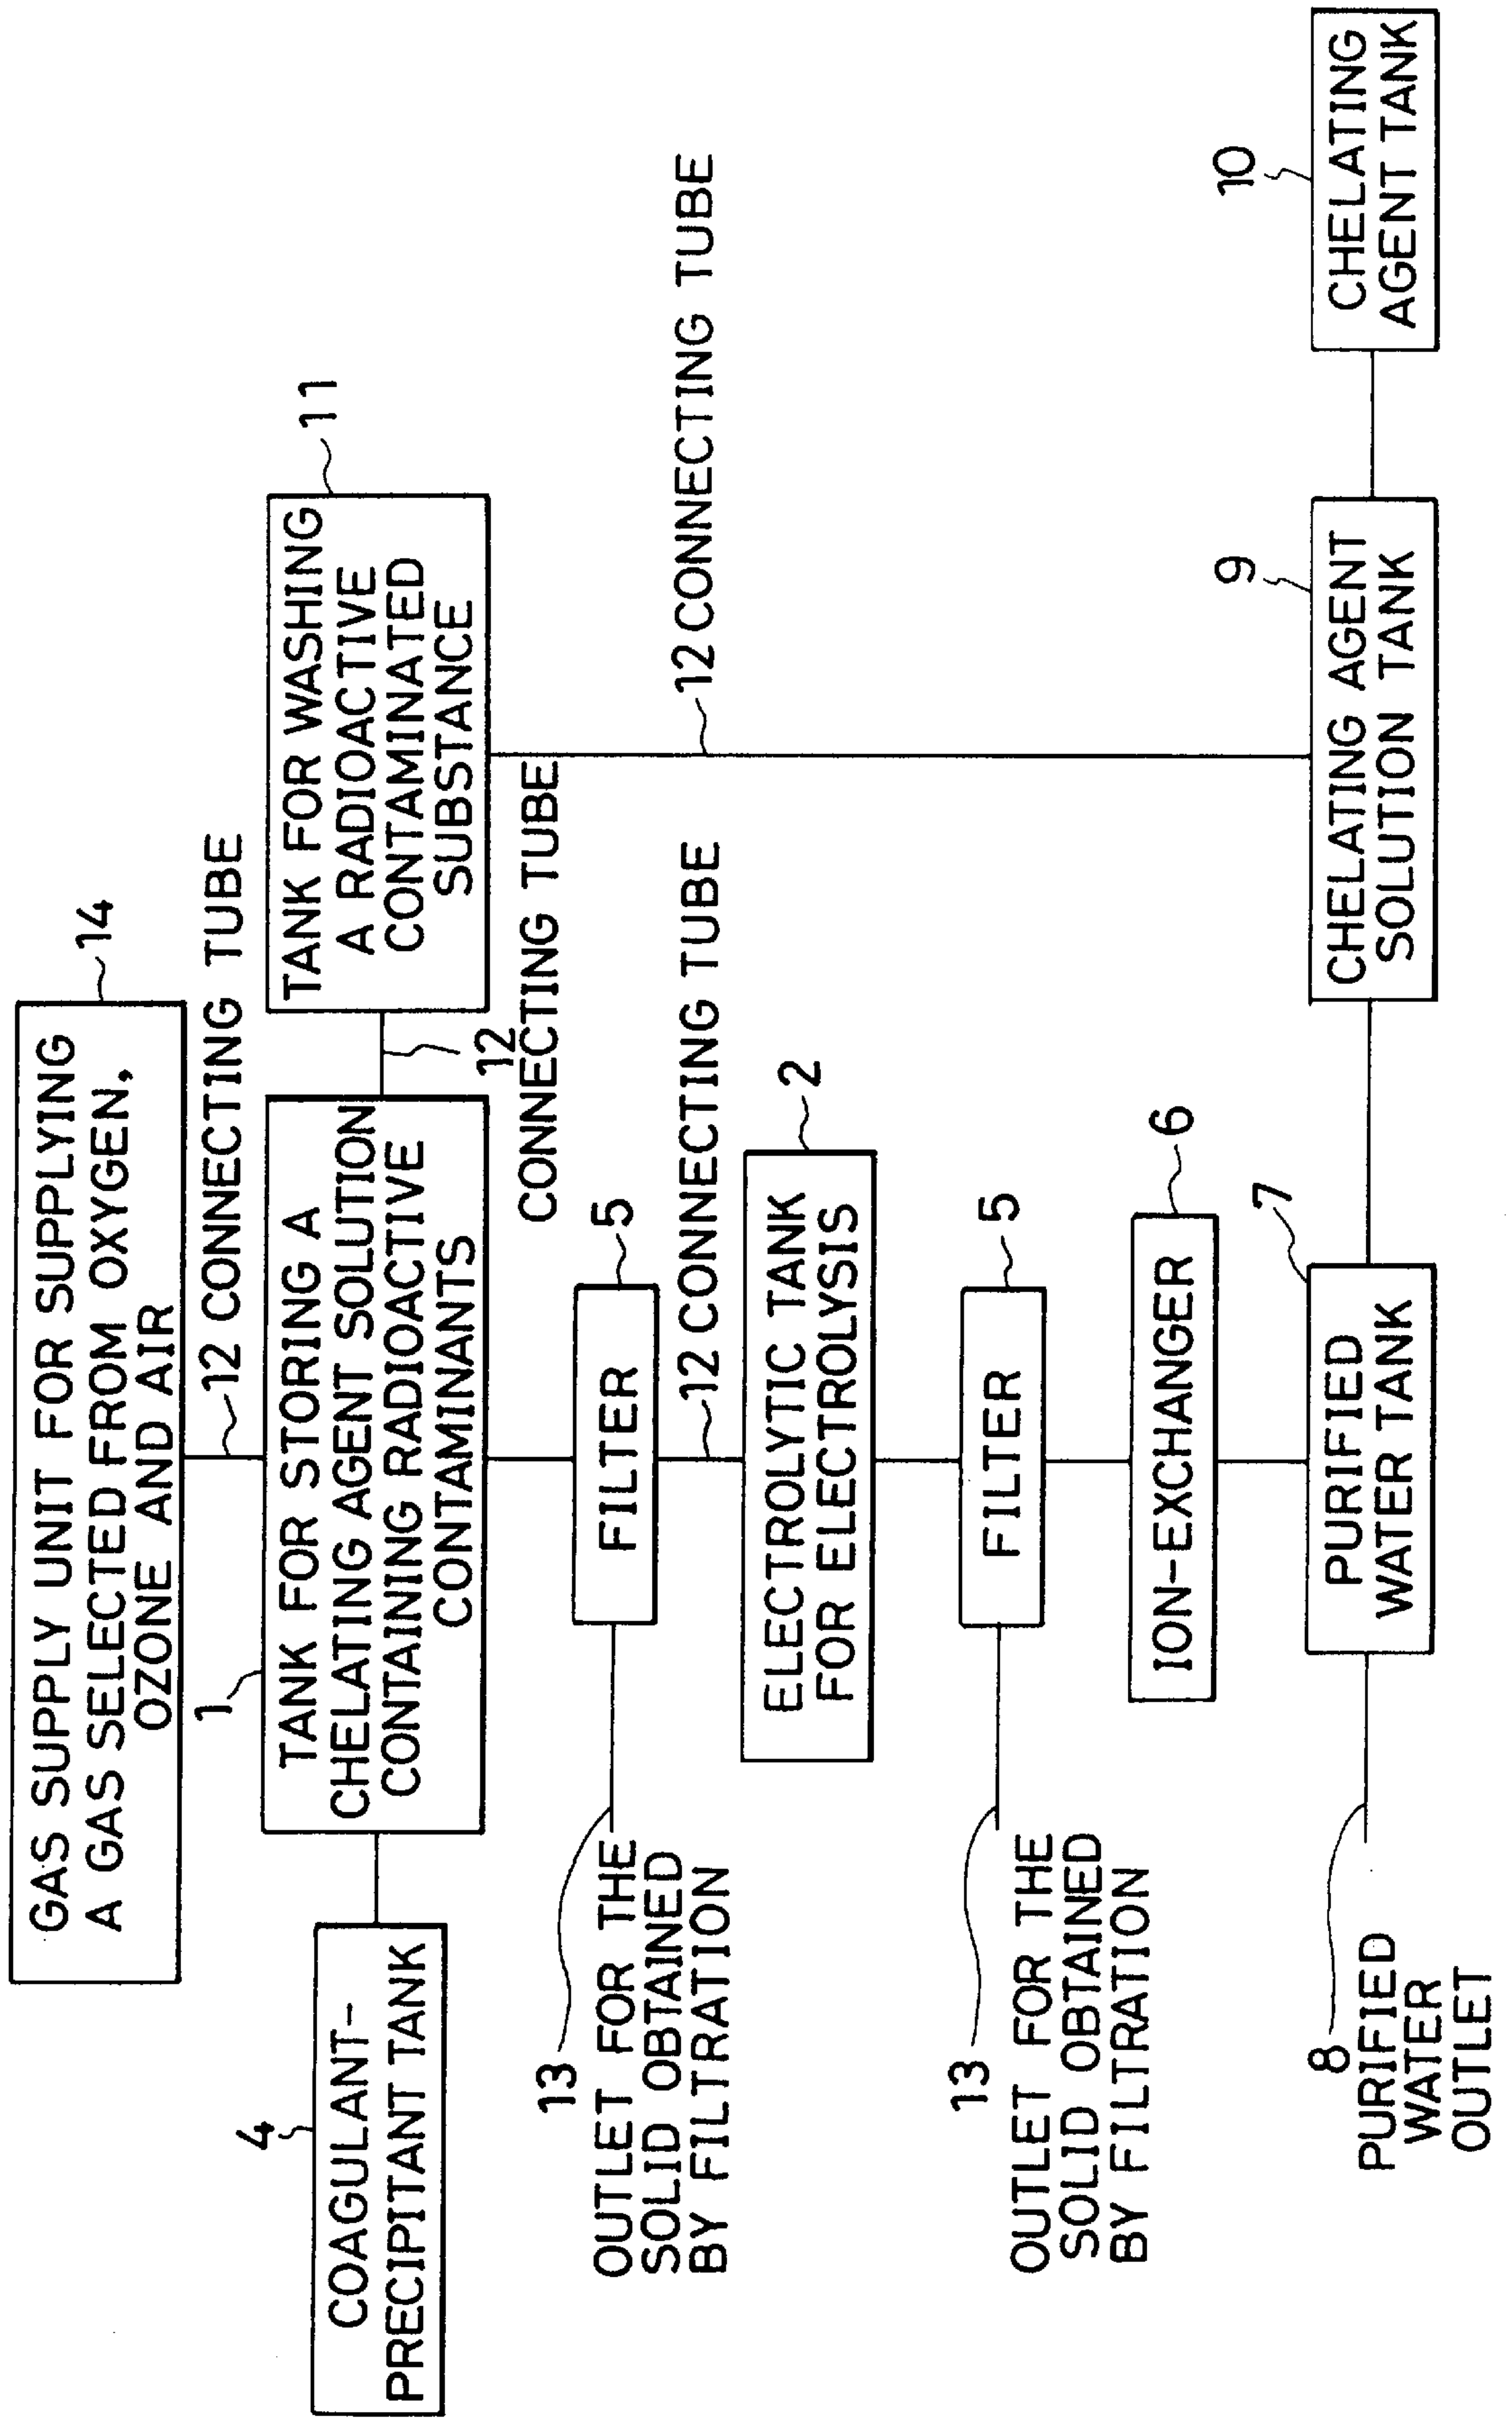 14
GAS SUPPLY UNIT FOR SUPPLYING
A GAS SELECTED FROM OXYGEN,
OZONE AND AIR
12 CONNECTING TUBE
4
COAGULANT-
PRECIPITANT TANK
1
TANK FOR STORING A
CHELATING AGENT SOLUTION
CONTAINING RADIOACTIVE
CONTAMINANTS
12
CONNECTING TUBE
11
TANK FOR WASHING
A RADIOACTIVE
CONTAMINATED
SUBSTANCE
13
OUTLET FOR THE
SOLID OBTAINED
BY FILTRATION
FILTER
5
12 CONNECTING TUBE
12 CONNECTING TUBE
ELECTROLYTIC TANK
FOR ELECTROLYSIS
2
13
OUTLET FOR THE
SOLID OBTAINED
BY FILTRATION
FILTER
5
ION-EXCHANGER
6
8
PURIFIED
WATER
OUTLET
7
PURIFIED
WATER TANK
9
CHELATING AGENT
SOLUTION TANK
10
CHELATING
AGENT TANK